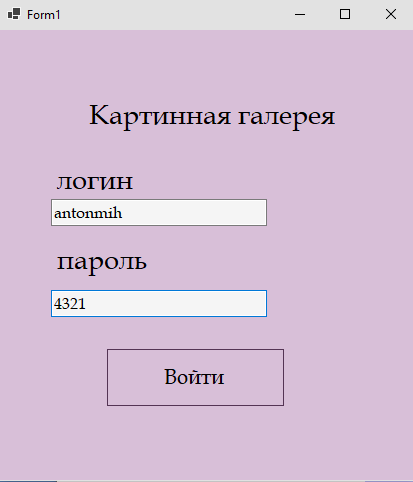 Form1
Картинная галерея
логин
antonmih
пароль
4321
Войти